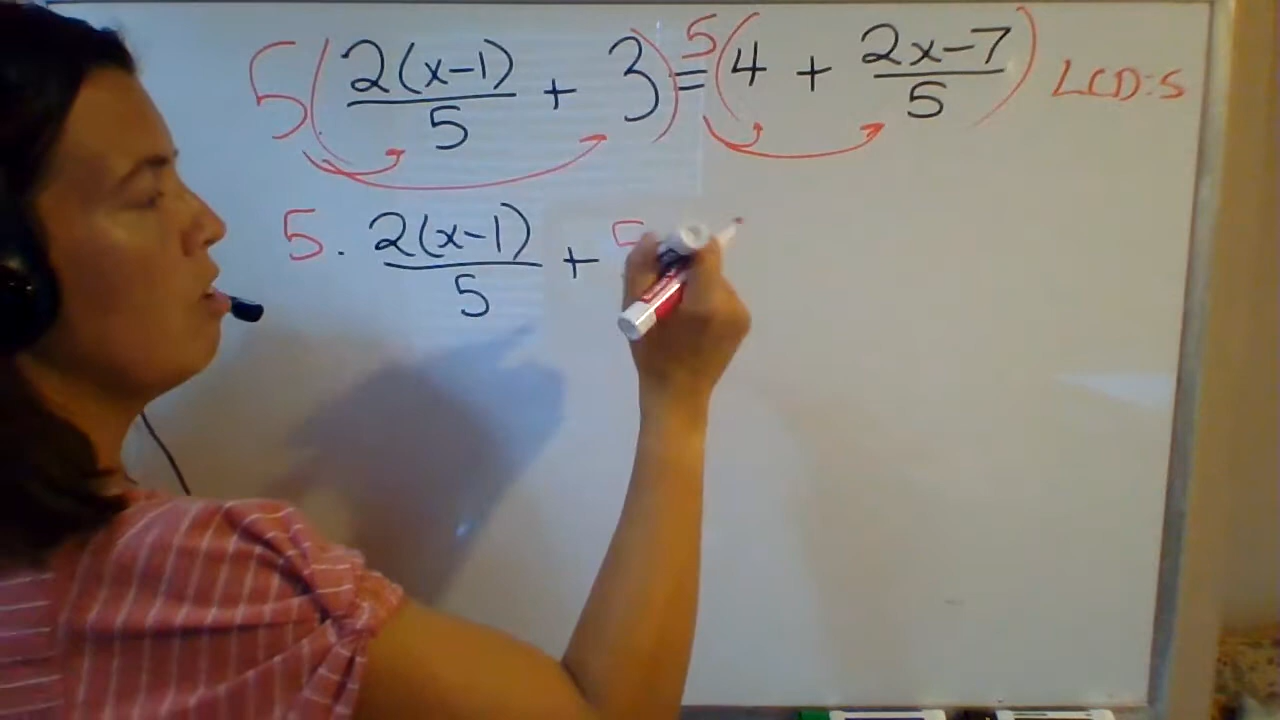 5(2(x-1)/5 + 3) = 5(4 + 2x-7/5) LCD:5
5 · 2(x-1)/5 + 5